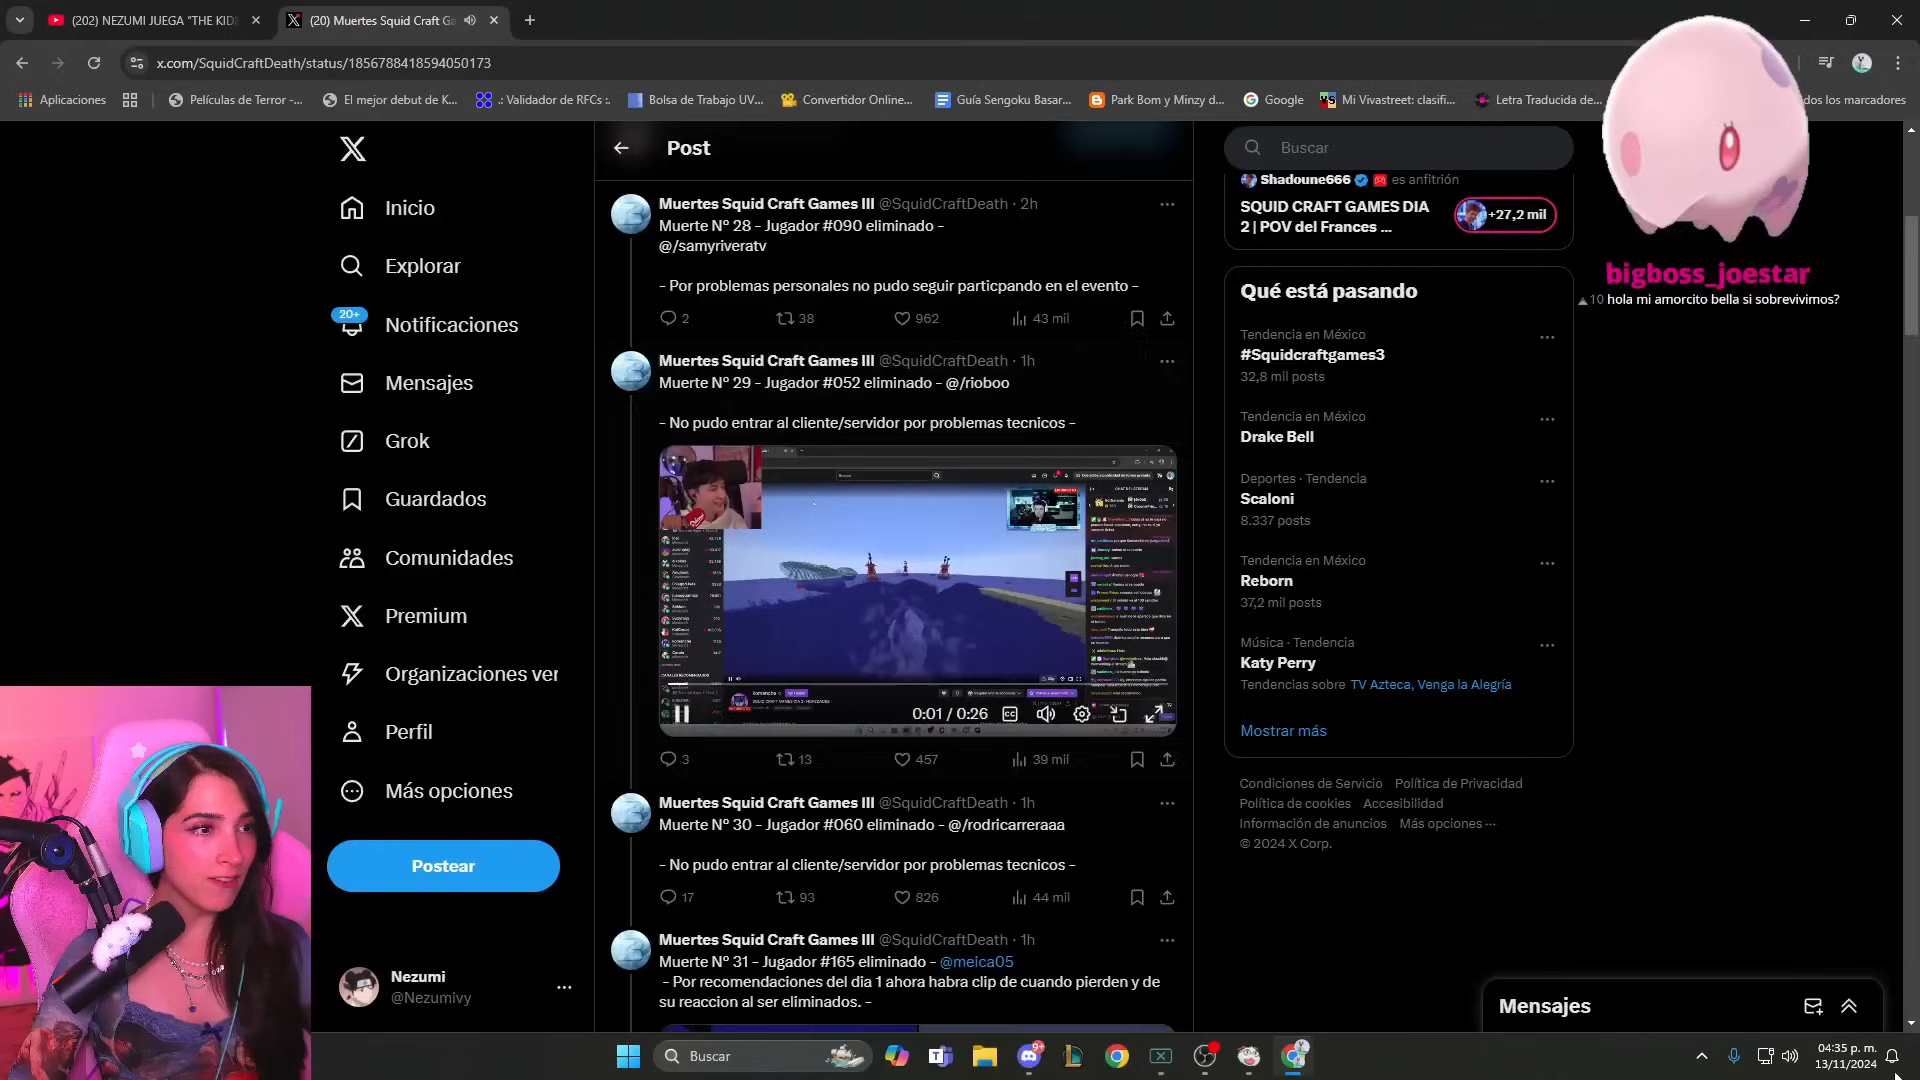 (202) NEZUMI JUEGA "THE KID
(20) Muertes Squid Craft Ga
x.com/SquidCraftDeath/status/1856788418594050173
Aplicaciones
Películas de Terror -...
El mejor debut de K...
.: Validador de RFCs :.
Bolsa de Trabajo UV...
Convertidor Online...
Guía Sengoku Basar...
Park Bom y Minzy d...
Google
Mi Vivastreet: clasifi...
Letra Traducida de...
dos los marcadores
Inicio
Explorar
20+
Notificaciones
Mensajes
Grok
Guardados
Comunidades
Premium
Organizaciones ver
Perfil
Más opciones
Postear
Nezumi
@Nezumivy
Post
Muertes Squid Craft Games III @SquidCraftDeath · 2h
Muerte Nº 28 - Jugador #090 eliminado -
@/samyriveratv
- Por problemas personales no pudo seguir particpando en el evento -
2
38
962
43 mil
Muertes Squid Craft Games III @SquidCraftDeath · 1h
Muerte Nº 29 - Jugador #052 eliminado - @/rioboo
- No pudo entrar al cliente/servidor por problemas tecnicos -
0:01 / 0:26
3
13
457
39 mil
Muertes Squid Craft Games III @SquidCraftDeath · 1h
Muerte Nº 30 - Jugador #060 eliminado - @/rodricarreraaa
- No pudo entrar al cliente/servidor por problemas tecnicos -
17
93
826
44 mil
Muertes Squid Craft Games III @SquidCraftDeath · 1h
Muerte Nº 31 - Jugador #165 eliminado - @meica05
- Por recomendaciones del dia 1 ahora habra clip de cuando pierden y de
su reaccion al ser eliminados. -
Buscar
Shadoune666 es anfitrión
SQUID CRAFT GAMES DIA
2 | POV del Frances ...
+27,2 mil
Qué está pasando
Tendencia en México
#Squidcraftgames3
32,8 mil posts
Tendencia en México
Drake Bell
Deportes · Tendencia
Scaloni
8.337 posts
Tendencia en México
Reborn
37,2 mil posts
Música · Tendencia
Katy Perry
Tendencias sobre TV Azteca, Venga la Alegría
Mostrar más
Condiciones de Servicio Política de Privacidad
Política de cookies Accesibilidad
Información de anuncios Más opciones ...
© 2024 X Corp.
bigboss_joestar
10 hola mi amorcito bella si sobrevivimos?
Mensajes
Buscar
9+
04:35 p. m.
13/11/2024